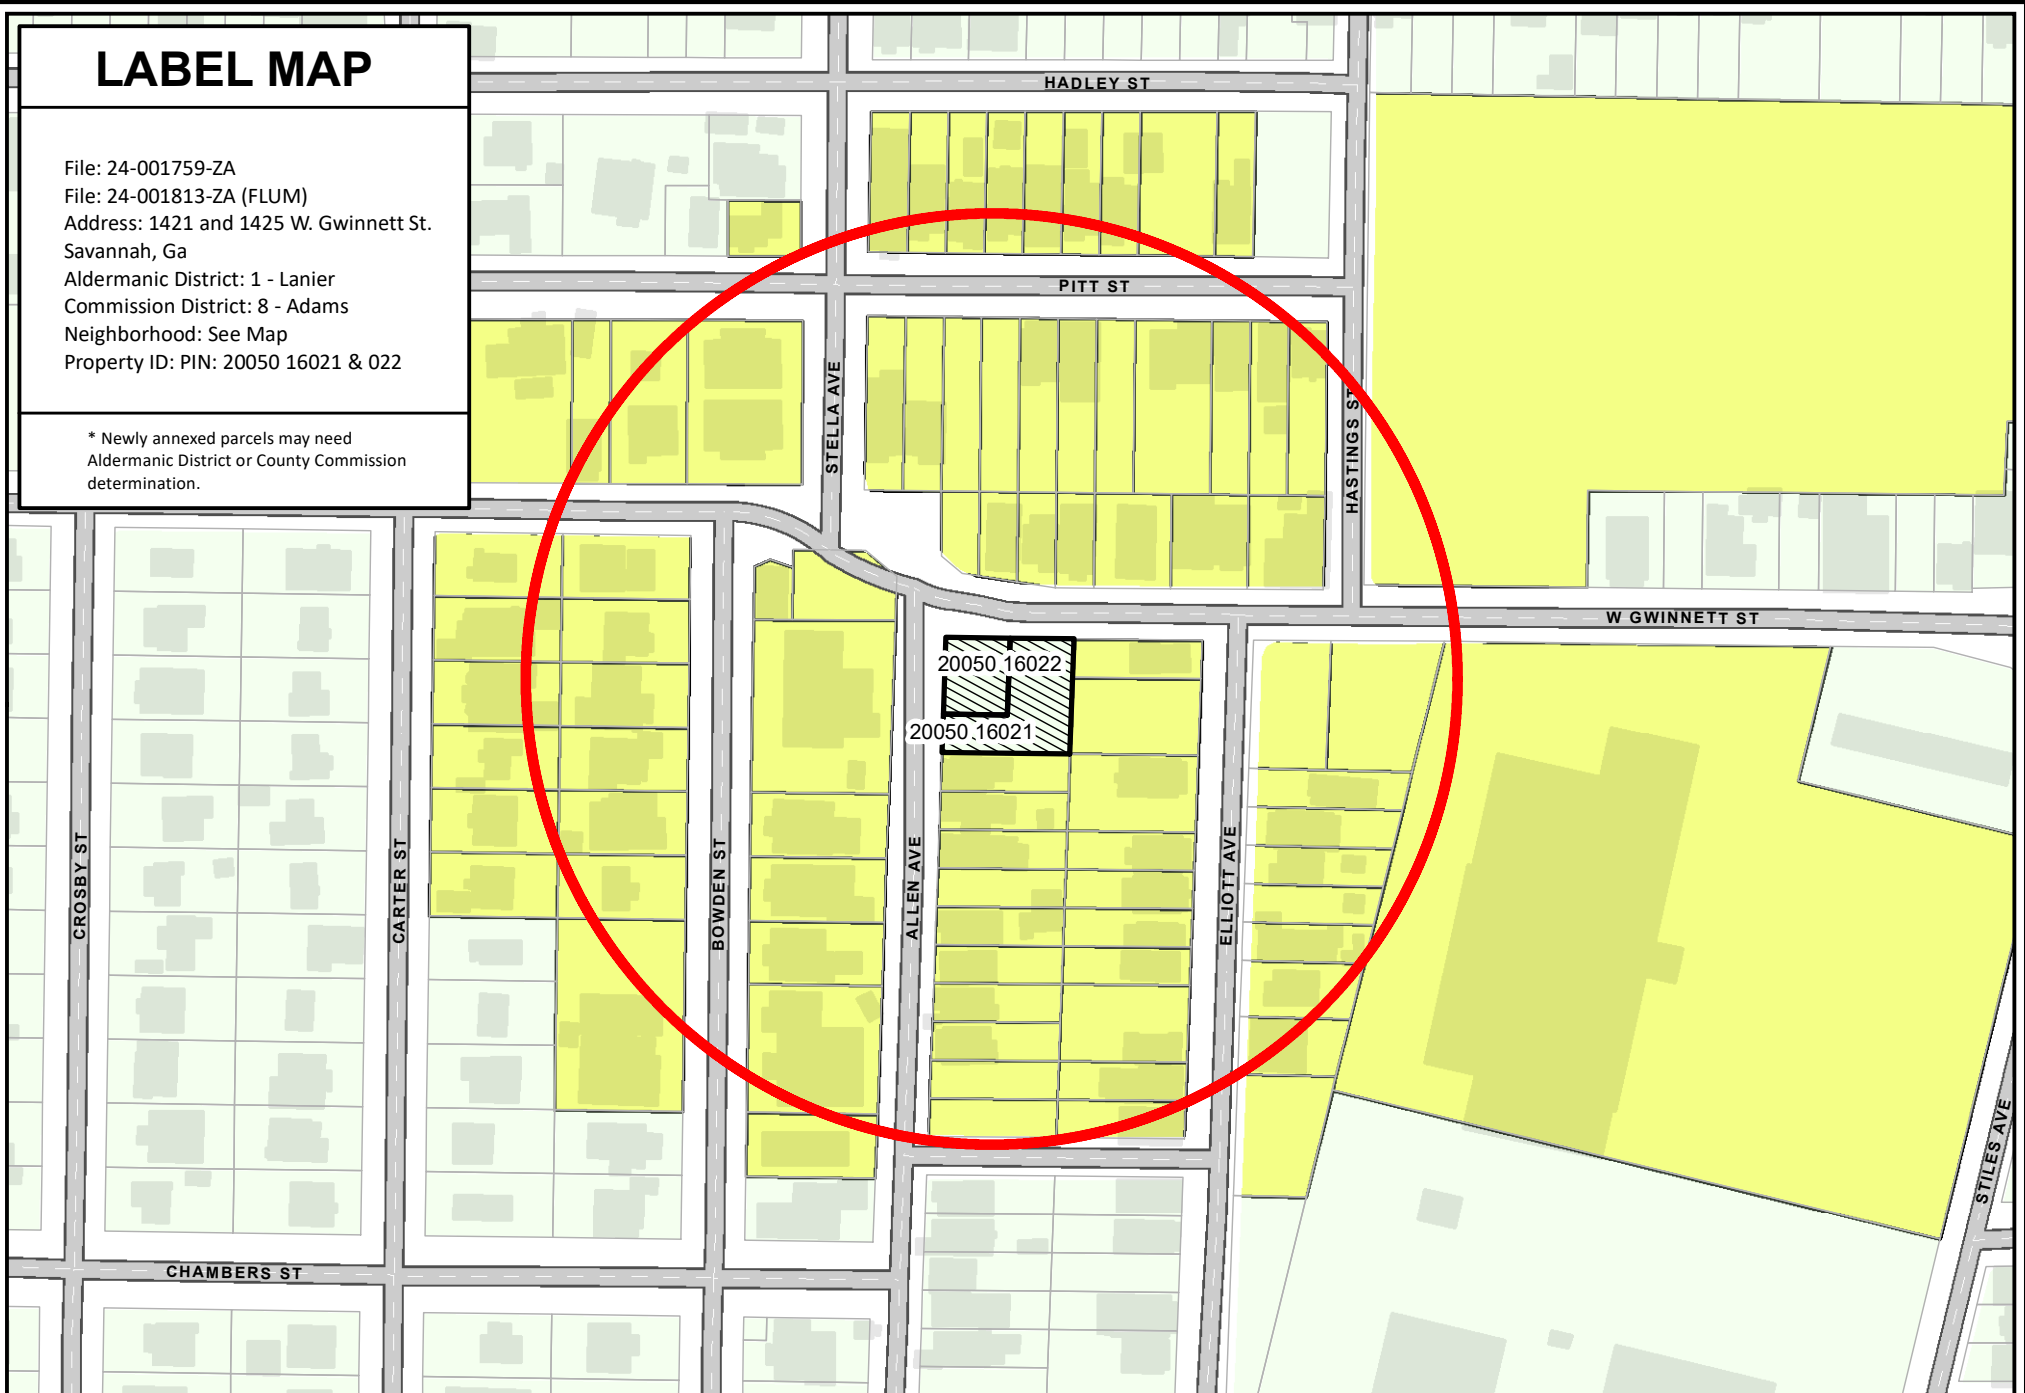 LABEL MAP
File: 24-001759-ZA
File: 24-001813-ZA (FLUM)
Address: 1421 and 1425 W. Gwinnett St.
Savannah, Ga
Aldermanic District: 1 - Lanier
Commission District: 8 - Adams
Neighborhood: See Map
Property ID: PIN: 20050 16021 & 022
* Newly annexed parcels may need
Aldermanic District or County Commission
determination.
HADLEY ST
PITT ST
STELLA AVE
HASTINGS ST
W GWINNETT ST
20050 16022
20050 16021
CROSBY ST
CARTER ST
BOWDEN ST
ALLEN AVE
ELLIOTT AVE
STILES AVE
CHAMBERS ST